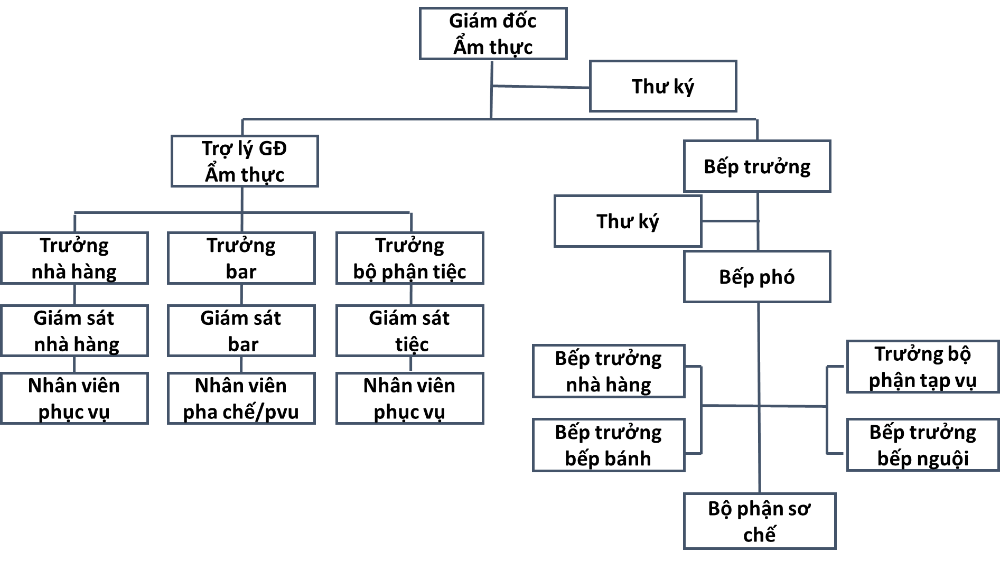 Giám đốc
Ẩm thực
Thư ký
Trợ lý GĐ
Ẩm thực
Bếp trưởng
Thư ký
Trưởng
nhà hàng
Trưởng
bar
Trưởng
bộ phận tiệc
Bếp phó
Giám sát
nhà hàng
Giám sát
bar
Giám sát
tiệc
Bếp trưởng
nhà hàng
Trưởng bộ
phận tạp vụ
Nhân viên
phục vụ
Nhân viên
pha chế/pvu
Nhân viên
phục vụ
Bếp trưởng
bếp bánh
Bếp trưởng
bếp nguội
Bộ phận sơ
chế